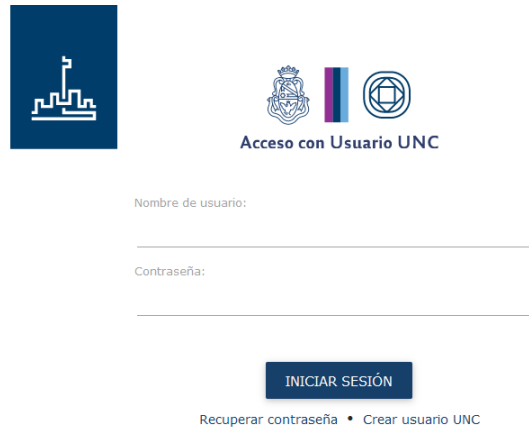 Acceso con Usuario UNC
Nombre de usuario:
Contraseña:
INICIAR SESIÓN
Recuperar contraseña • Crear usuario UNC